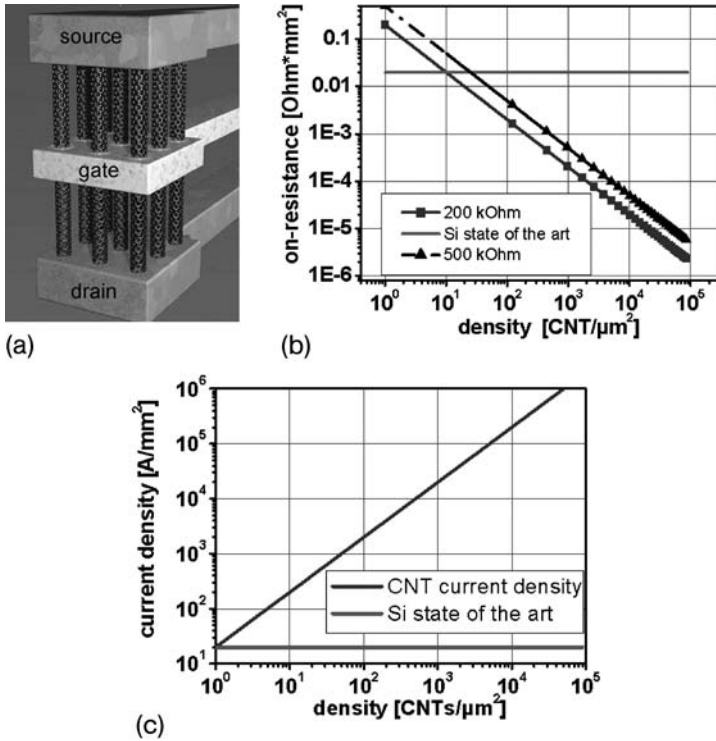 source
gate
drain
(a)
on-resistance [Ohm*mm²]
0.1
0.01
1E-3
1E-4
1E-5
1E-6
200 kOhm
Si state of the art
500 kOhm
10⁰ 10¹ 10² 10³ 10⁴ 10⁵
density [CNT/µm²]
(b)
current density [A/mm²]
10⁶
10⁵
10⁴
10³
10²
10¹
CNT current density
Si state of the art
10⁰ 10¹ 10² 10³ 10⁴ 10⁵
density [CNTs/µm²]
(c)